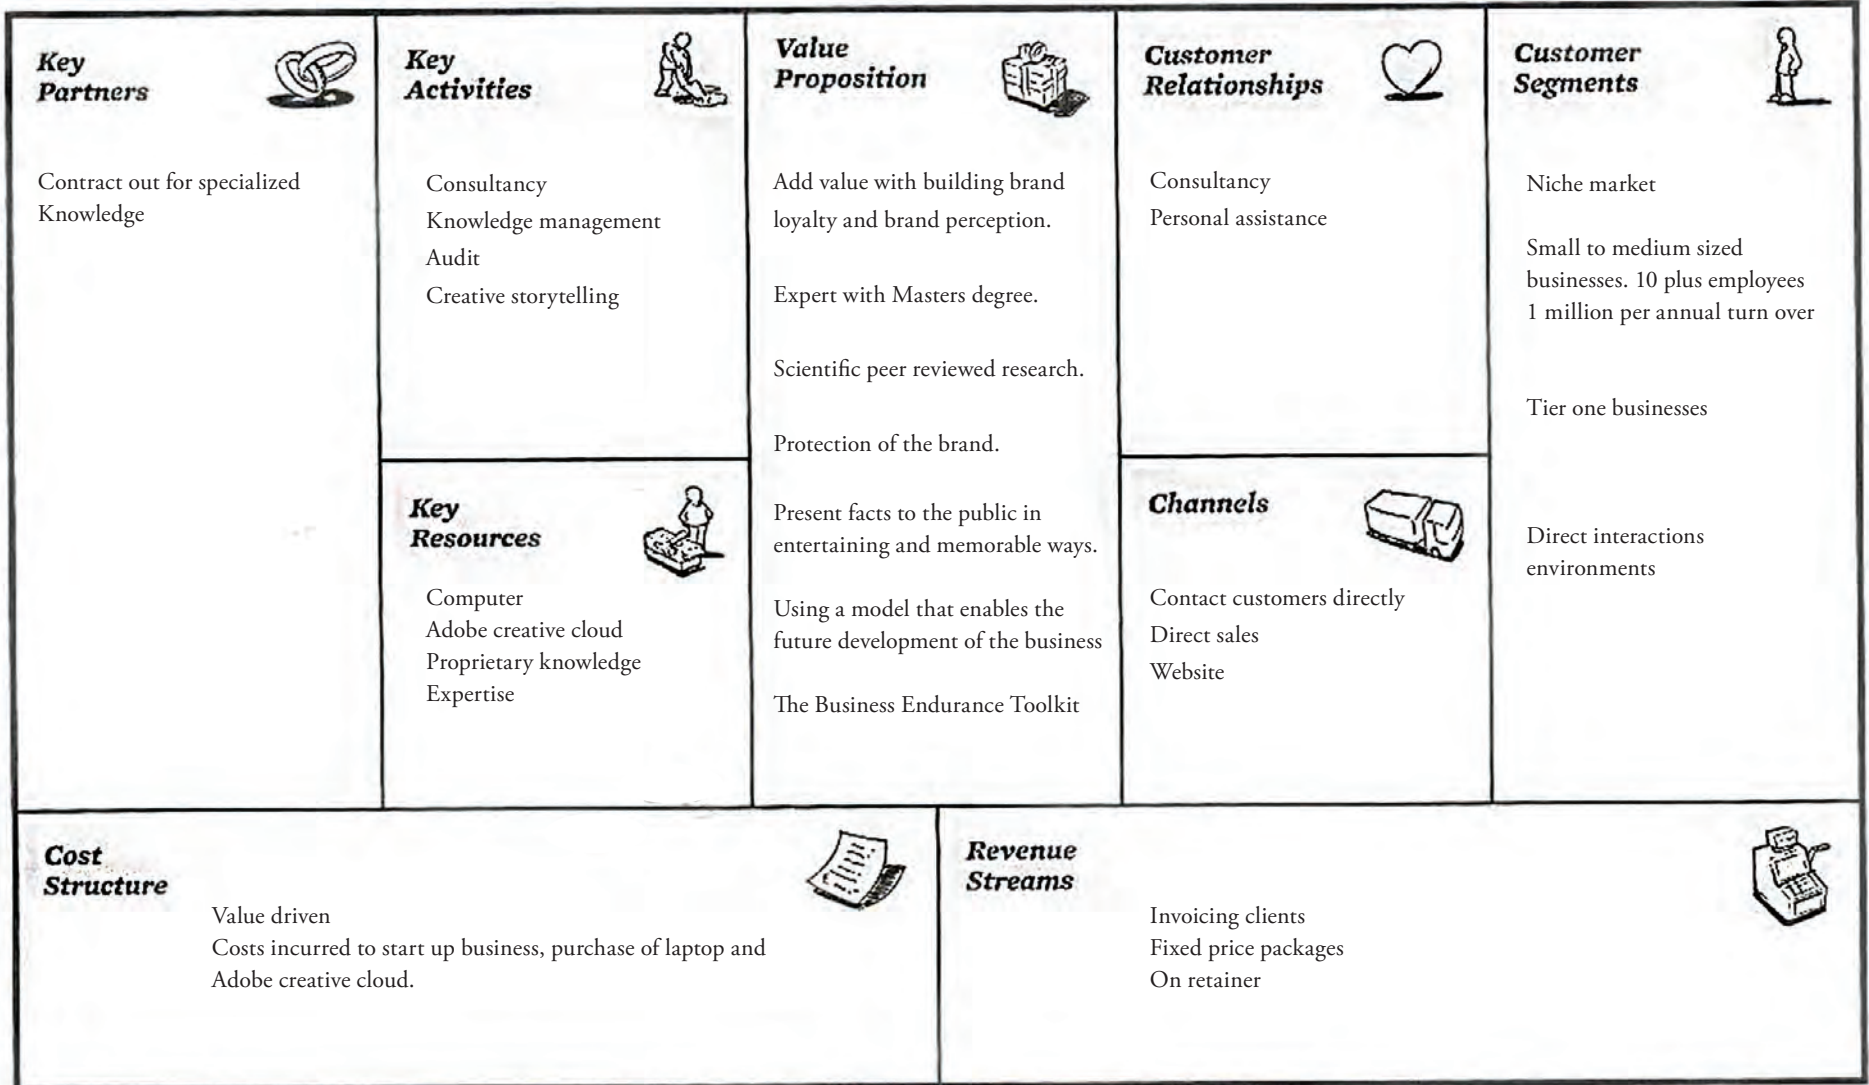 Key
Partners
Contract out for specialized
Knowledge
Key
Activities
Consultancy
Knowledge management
Audit
Creative storytelling
Key
Resources
Computer
Adobe creative cloud
Proprietary knowledge
Expertise
Value
Proposition
Add value with building brand
loyalty and brand perception.
Expert with Masters degree.
Scientific peer reviewed research.
Protection of the brand.
Present facts to the public in
entertaining and memorable ways.
Using a model that enables the
future development of the business
The Business Endurance Toolkit
Customer
Relationships
Consultancy
Personal assistance
Channels
Contact customers directly
Direct sales
Website
Customer
Segments
Niche market
Small to medium sized
businesses. 10 plus employees
1 million per annual turn over
Tier one businesses
Direct interactions
environments
Cost
Structure
Value driven
Costs incurred to start up business, purchase of laptop and
Adobe creative cloud.
Revenue
Streams
Invoicing clients
Fixed price packages
On retainer